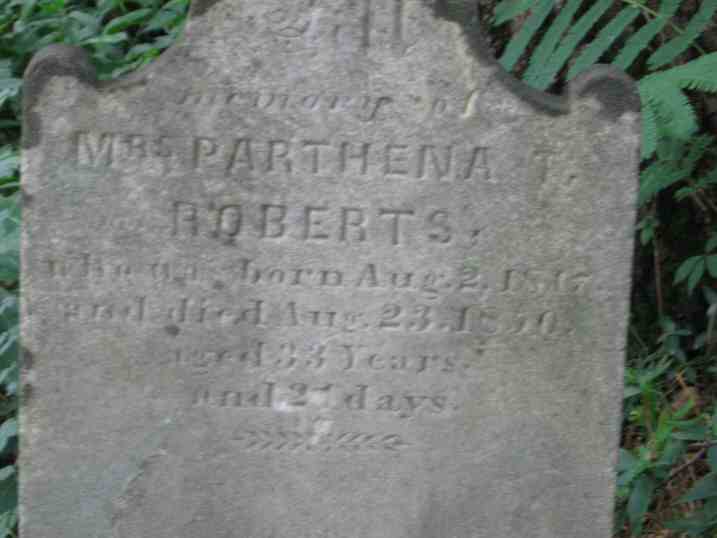 memory of
MRS PARTHENA T.
ROBERTS,
who was born Aug. 2, 1817.
and died Aug. 23. 1850.
aged 33 Years.
and 21 days.